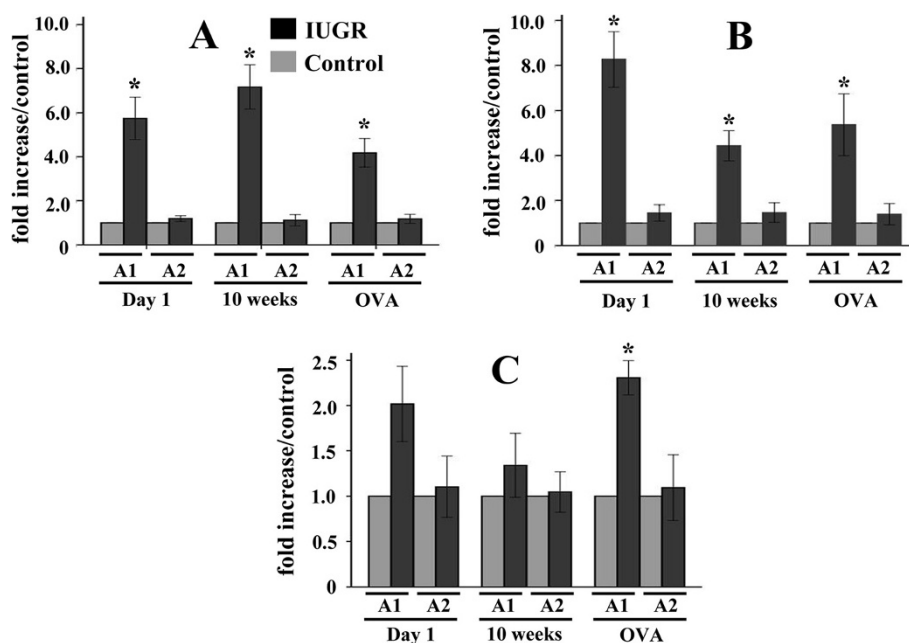 A
IUGR
Control
fold increase/control
10.0
8.0
6.0
4.0
2.0
0
*
*
*
A1 A2 A1 A2 A1 A2
Day 1 10 weeks OVA
B
fold increase/control
10.0
8.0
6.0
4.0
2.0
0
*
*
*
A1 A2 A1 A2 A1 A2
Day 1 10 weeks OVA
C
fold increase/control
2.5
2.0
1.5
1.0
0.5
0
*
A1 A2 A1 A2 A1 A2
Day 1 10 weeks OVA